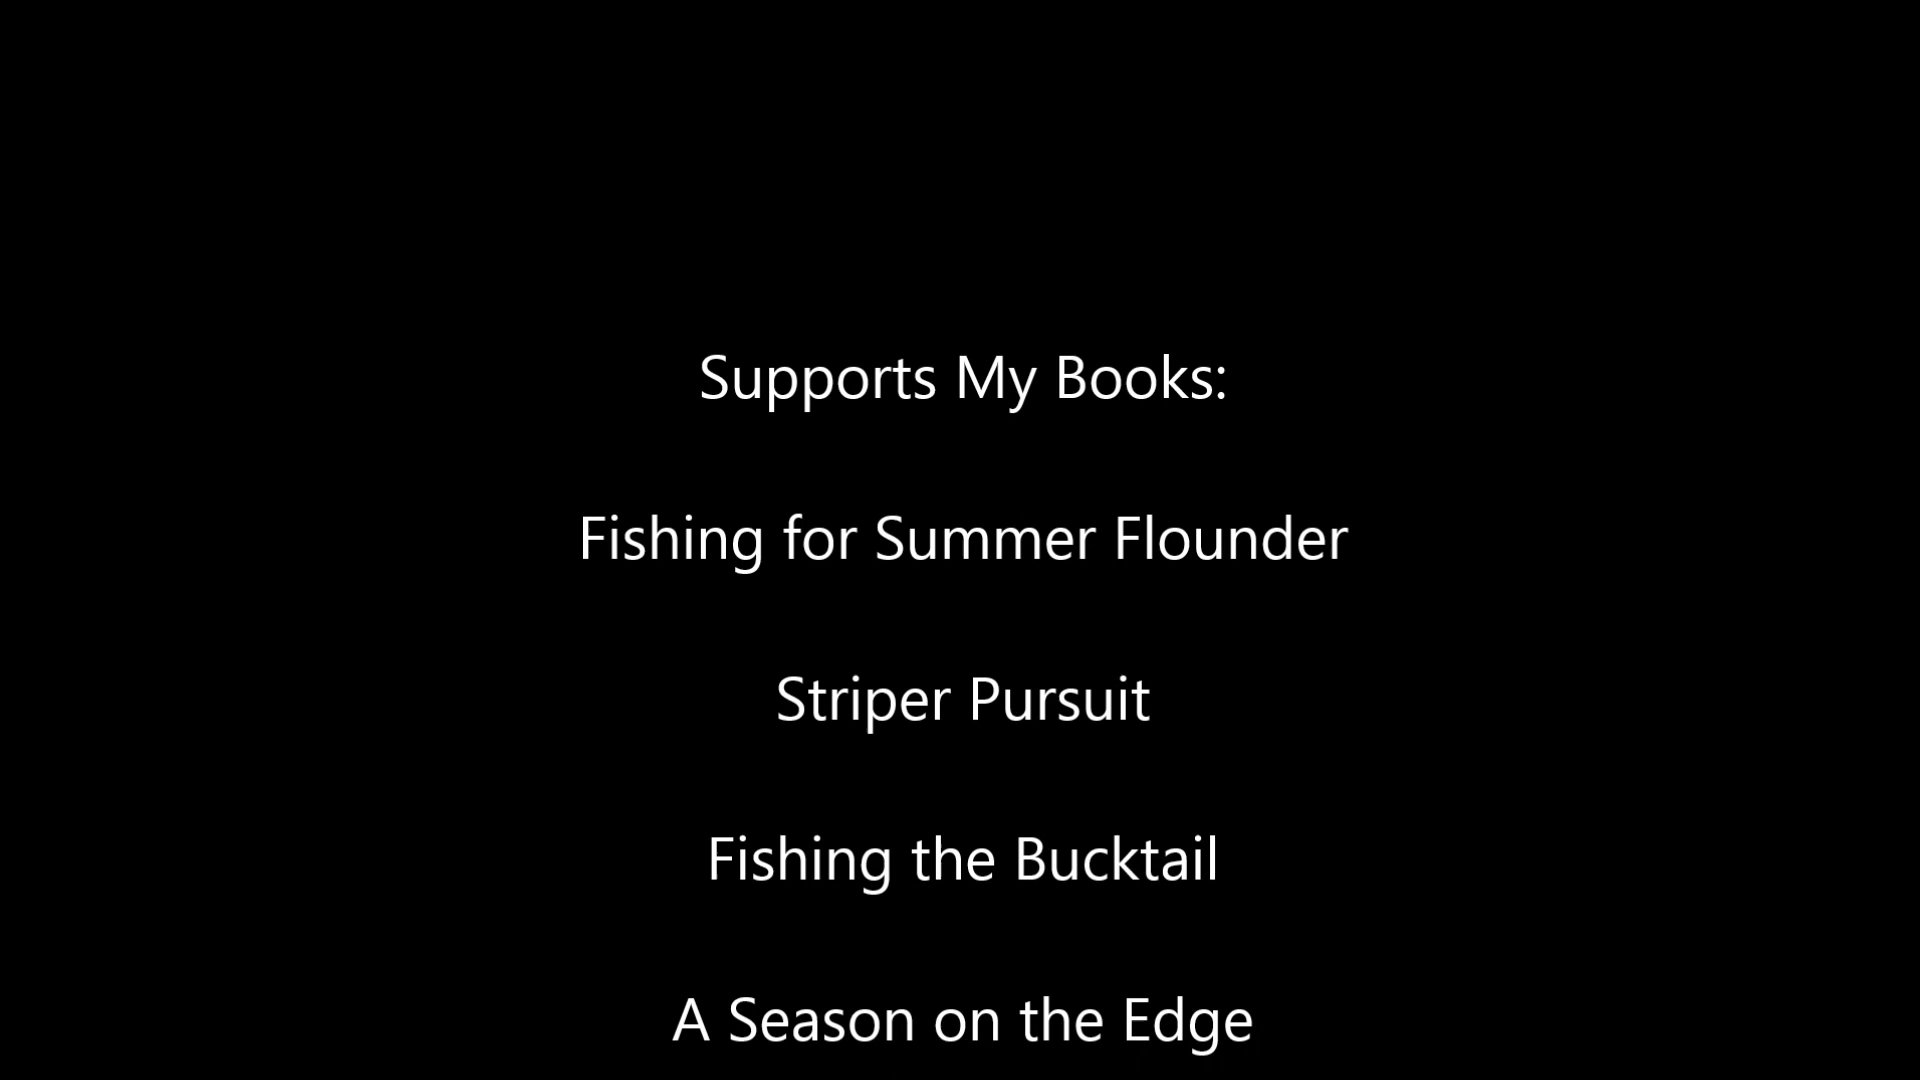 Supports My Books:
Fishing for Summer Flounder
Striper Pursuit
Fishing the Bucktail
A Season on the Edge